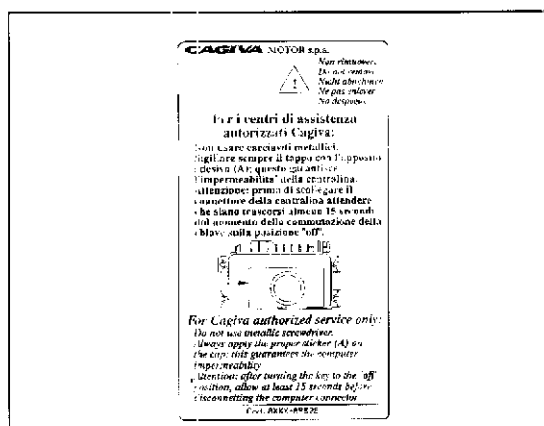 CAGIVA MOTOR s.p.a.
Non rimuovere.
Do not remove
Nicht abnehmen
Ne pas enlever
No despegue
!
Per i centri di assistenza
autorizzati Cagiva:
Non usare cacciaviti metallici.
Sigillare sempre il tappo con l'apposito
adesivo (A); questo garantisce
l'impermeabilita' della centralina.
Attenzione: prima di scollegare il
connettore della centralina attendere
che siano trascorsi almeno 15 secondi
dal momento della commutazione della
chiave sulla posizione "off".
For Cagiva authorized service only:
Do not use metallic screwdriver.
Always apply the proper sticker (A) on
the cap: this guarantees the computer
impermeability
Attention: after turning the key to the "off"
position, allow at least 15 seconds before
disconnetting the computer connector
Cod.